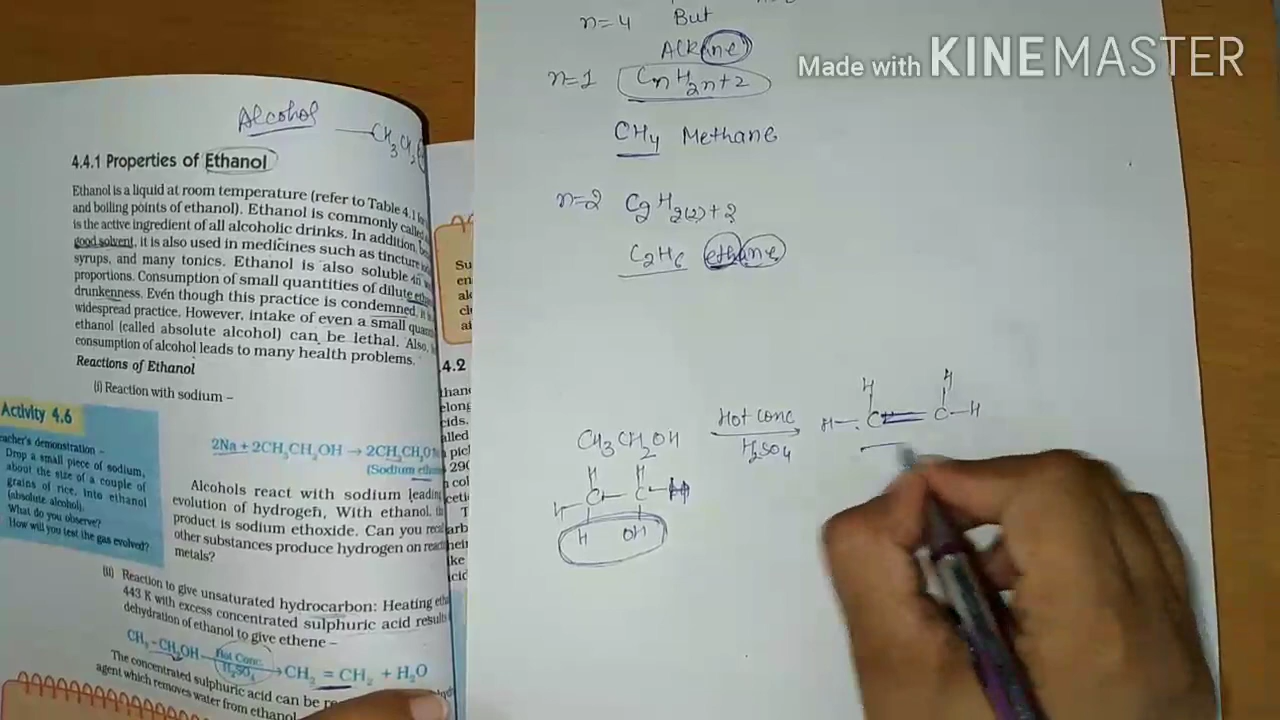 Alcohol — CH3CH2
4.4.1 Properties of Ethanol
Ethanol is a liquid at room temperature (refer to Table 4.1
and boiling points of ethanol). Ethanol is commonly called
is the active ingredient of all alcoholic drinks. In addition,
good solvent, it is also used in medicines such as tincture
syrups, and many tonics. Ethanol is also soluble in
proportions. Consumption of small quantities of dilute
drunkenness. Even though this practice is condemned,
widespread practice. However, intake of even a small
ethanol (called absolute alcohol) can be lethal. Also,
consumption of alcohol leads to many health problems.
Reactions of Ethanol
(i) Reaction with sodium –
2Na + 2CH3CH2OH → 2CH3CH2O
(Sodium
Alcohols react with sodium leading
evolution of hydrogen, With ethanol,
product is sodium ethoxide. Can you
other substances produce hydrogen on
metals?
(ii) Reaction to give unsaturated hydrocarbon: Heating
443 K with excess concentrated sulphuric acid results
dehydration of ethanol to give ethene –
CH3 – CH2OH Hot Conc. H2SO4 → CH2 = CH2 + H2O
The concentrated sulphuric acid can be
agent which removes water from ethanol
Activity 4.6
demonstration –
Drop a small piece of sodium,
about the size of a couple of
grains of rice, into ethanol
(absolute alcohol).
What do you observe?
How will you test the gas evolved?
4.2
n=4 But
Alkane
n=1 CnH2n+2
CH4 Methane
n=2 C2H2(2)+2
C2H6 ethane
CH3CH2OH Hot conc H2SO4
H H
C – C – H
H OH
H H
H – C = C – H
Made with KINEMASTER